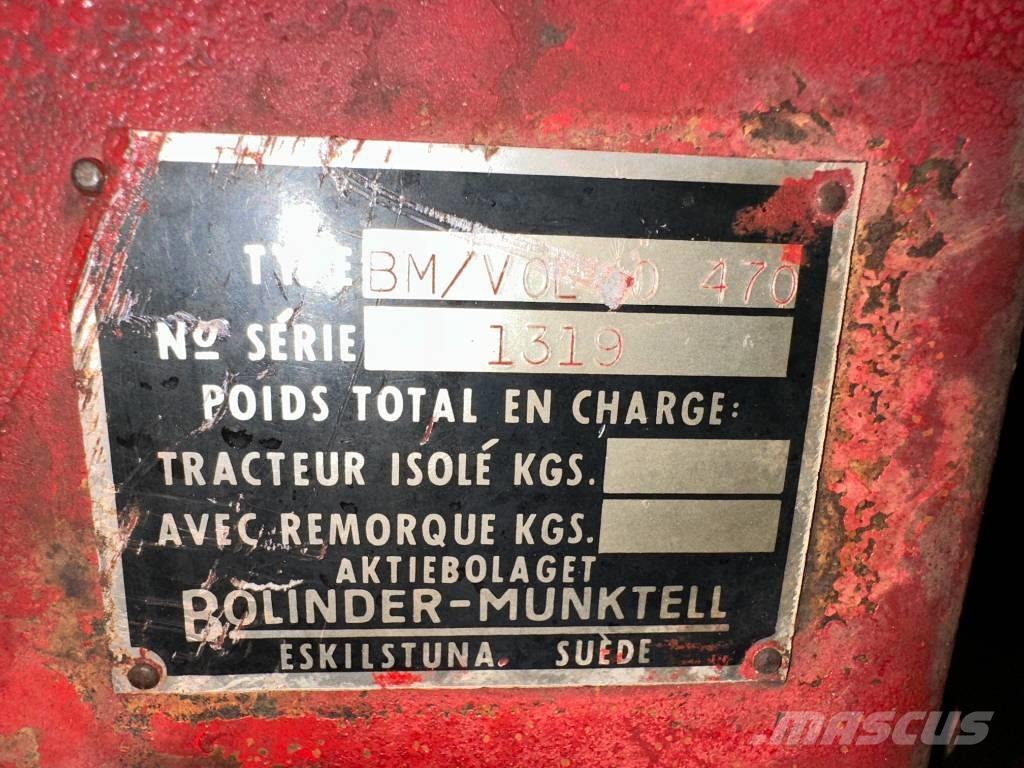 TYPE BM/VOLVO 470
Nº SÉRIE 1319
POIDS TOTAL EN CHARGE:
TRACTEUR ISOLÉ KGS.
AVEC REMORQUE KGS.
AKTIEBOLAGET
BOLINDER-MUNKTELL
ESKILSTUNA. SUÈDE
MASCUS